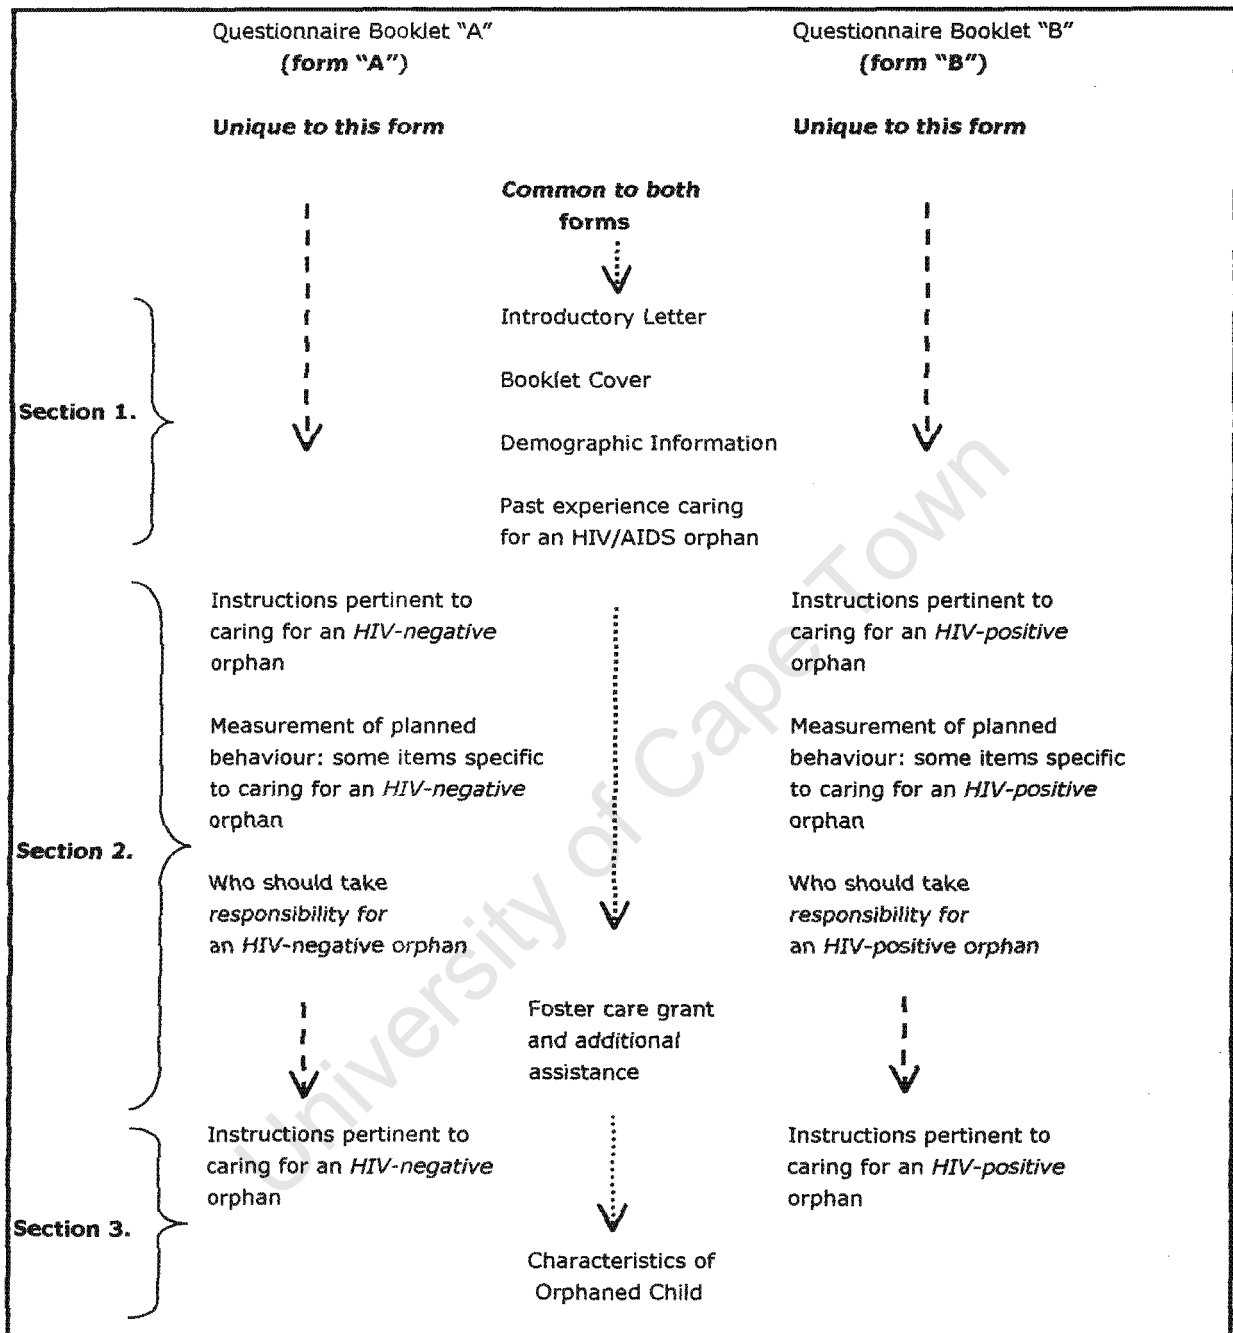 Questionnaire Booklet "A"
(form "A")
Unique to this form
Questionnaire Booklet "B"
(form "B")
Unique to this form
Common to both
forms
Section 1.
Introductory Letter
Booklet Cover
Demographic Information
Past experience caring
for an HIV/AIDS orphan
Section 2.
Instructions pertinent to
caring for an HIV-negative
orphan
Measurement of planned
behaviour: some items specific
to caring for an HIV-negative
orphan
Who should take
responsibility for
an HIV-negative orphan
Instructions pertinent to
caring for an HIV-positive
orphan
Measurement of planned
behaviour: some items specific
to caring for an HIV-positive
orphan
Who should take
responsibility for
an HIV-positive orphan
Foster care grant
and additional
assistance
Section 3.
Instructions pertinent to
caring for an HIV-negative
orphan
Instructions pertinent to
caring for an HIV-positive
orphan
Characteristics of
Orphaned Child
University of Cape Town